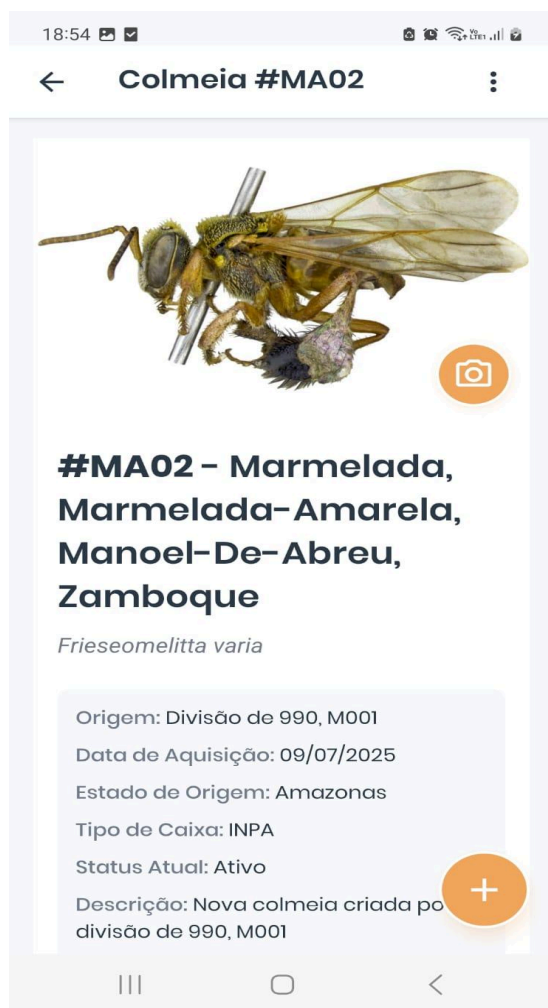 18:54
Vo
LTE1
Colmeia #MA02
#MA02 - Marmelada,
Marmelada-Amarela,
Manoel-De-Abreu,
Zamboque
Frieseomelitta varia
Origem: Divisão de 990, M001
Data de Aquisição: 09/07/2025
Estado de Origem: Amazonas
Tipo de Caixa: INPA
Status Atual: Ativo
Descrição: Nova colmeia criada po
divisão de 990, M001